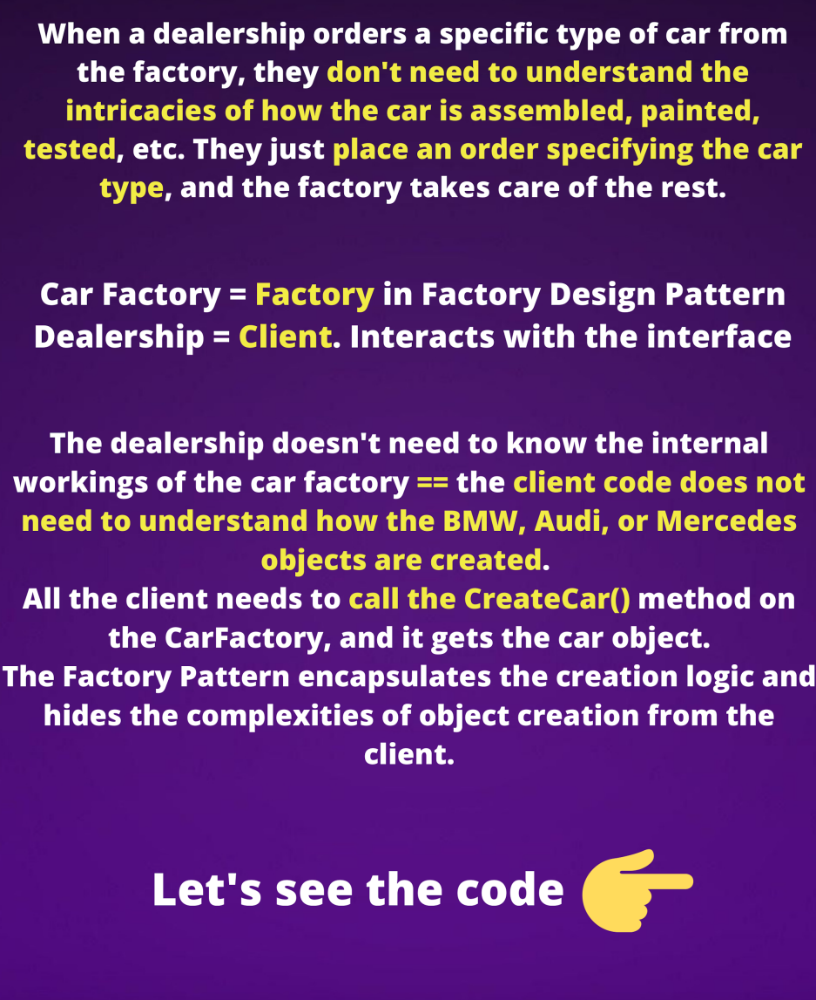 When a dealership orders a specific type of car from
the factory, they don't need to understand the
intricacies of how the car is assembled, painted,
tested, etc. They just place an order specifying the car
type, and the factory takes care of the rest.
Car Factory = Factory in Factory Design Pattern
Dealership = Client. Interacts with the interface
The dealership doesn't need to know the internal
workings of the car factory == the client code does not
need to understand how the BMW, Audi, or Mercedes
objects are created.
All the client needs to call the CreateCar() method on
the CarFactory, and it gets the car object.
The Factory Pattern encapsulates the creation logic and
hides the complexities of object creation from the
client.
Let's see the code